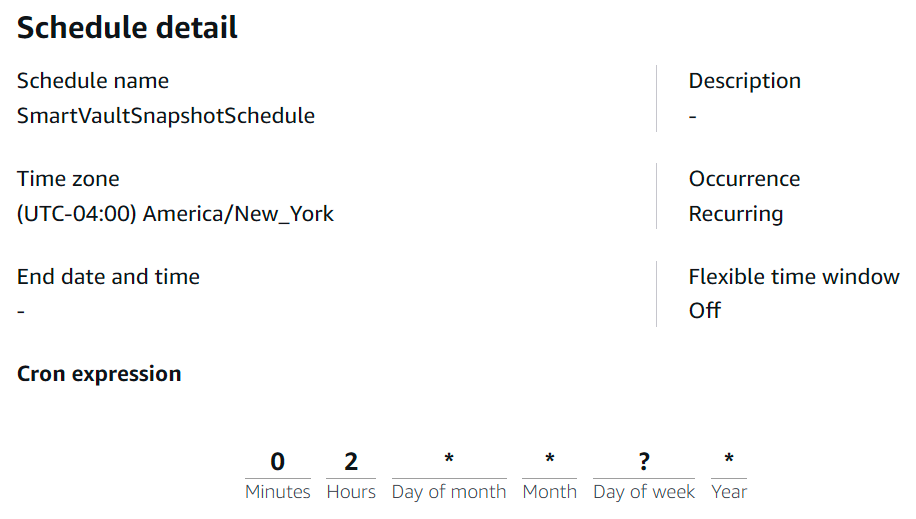 Schedule detail
Schedule name
SmartVaultSnapshotSchedule
Description
-
Time zone
(UTC-04:00) America/New_York
Occurrence
Recurring
End date and time
-
Flexible time window
Off
Cron expression
0 2 * * ? *
Minutes Hours Day of month Month Day of week Year